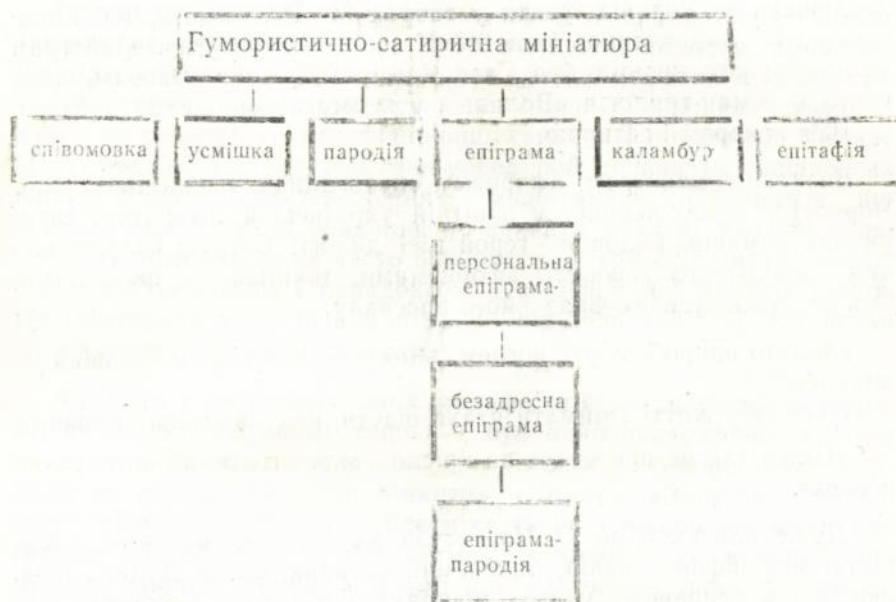 Гумористично-сатирична мініатюра
співомовка усмішка пародія епіграма- каламбур епітафія
персональна
епіграма-
безадресна
епіграма
епіграма-
пародія